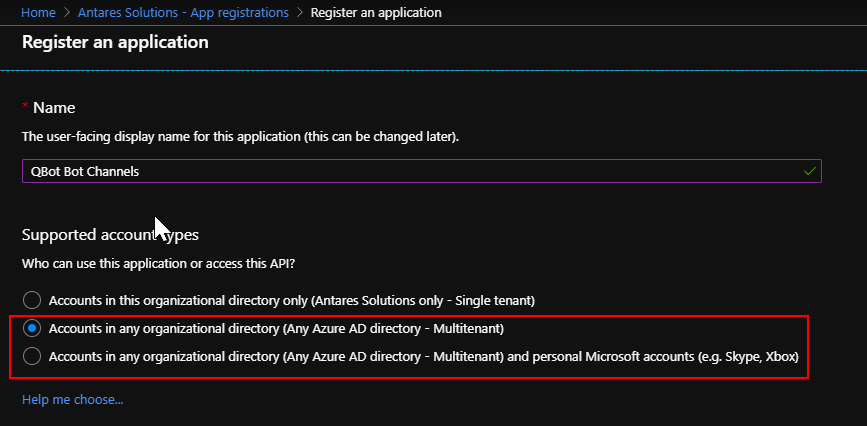 Home > Antares Solutions - App registrations > Register an application
Register an application
* Name
The user-facing display name for this application (this can be changed later).
QBot Bot Channels
Supported account types
Who can use this application or access this API?
Accounts in this organizational directory only (Antares Solutions only - Single tenant)
Accounts in any organizational directory (Any Azure AD directory - Multitenant)
Accounts in any organizational directory (Any Azure AD directory - Multitenant) and personal Microsoft accounts (e.g. Skype, Xbox)
Help me choose...